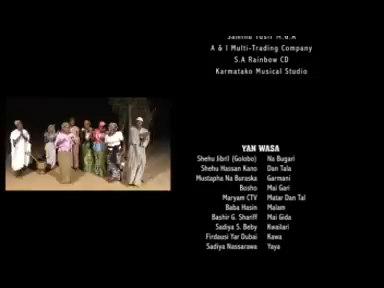 A & I Multi-Trading Company
S.A Rainbow CD
Karmatako Musical Studio
YAN WASA
Shehu Jibril (Golobo) Na Bugari
Shehu Hassan Kano Dan Tala
Mustapha Na Buraska Garmani
Bosho Mai Gari
Maryam CTV Matar Dan Tal
Baba Hasin Malam
Bashir G. Shariff Mai Gida
Sadiya S. Beby Kwailari
Firdausi Yar Dubai Kawa
Sadiya Nassarawa Yaya